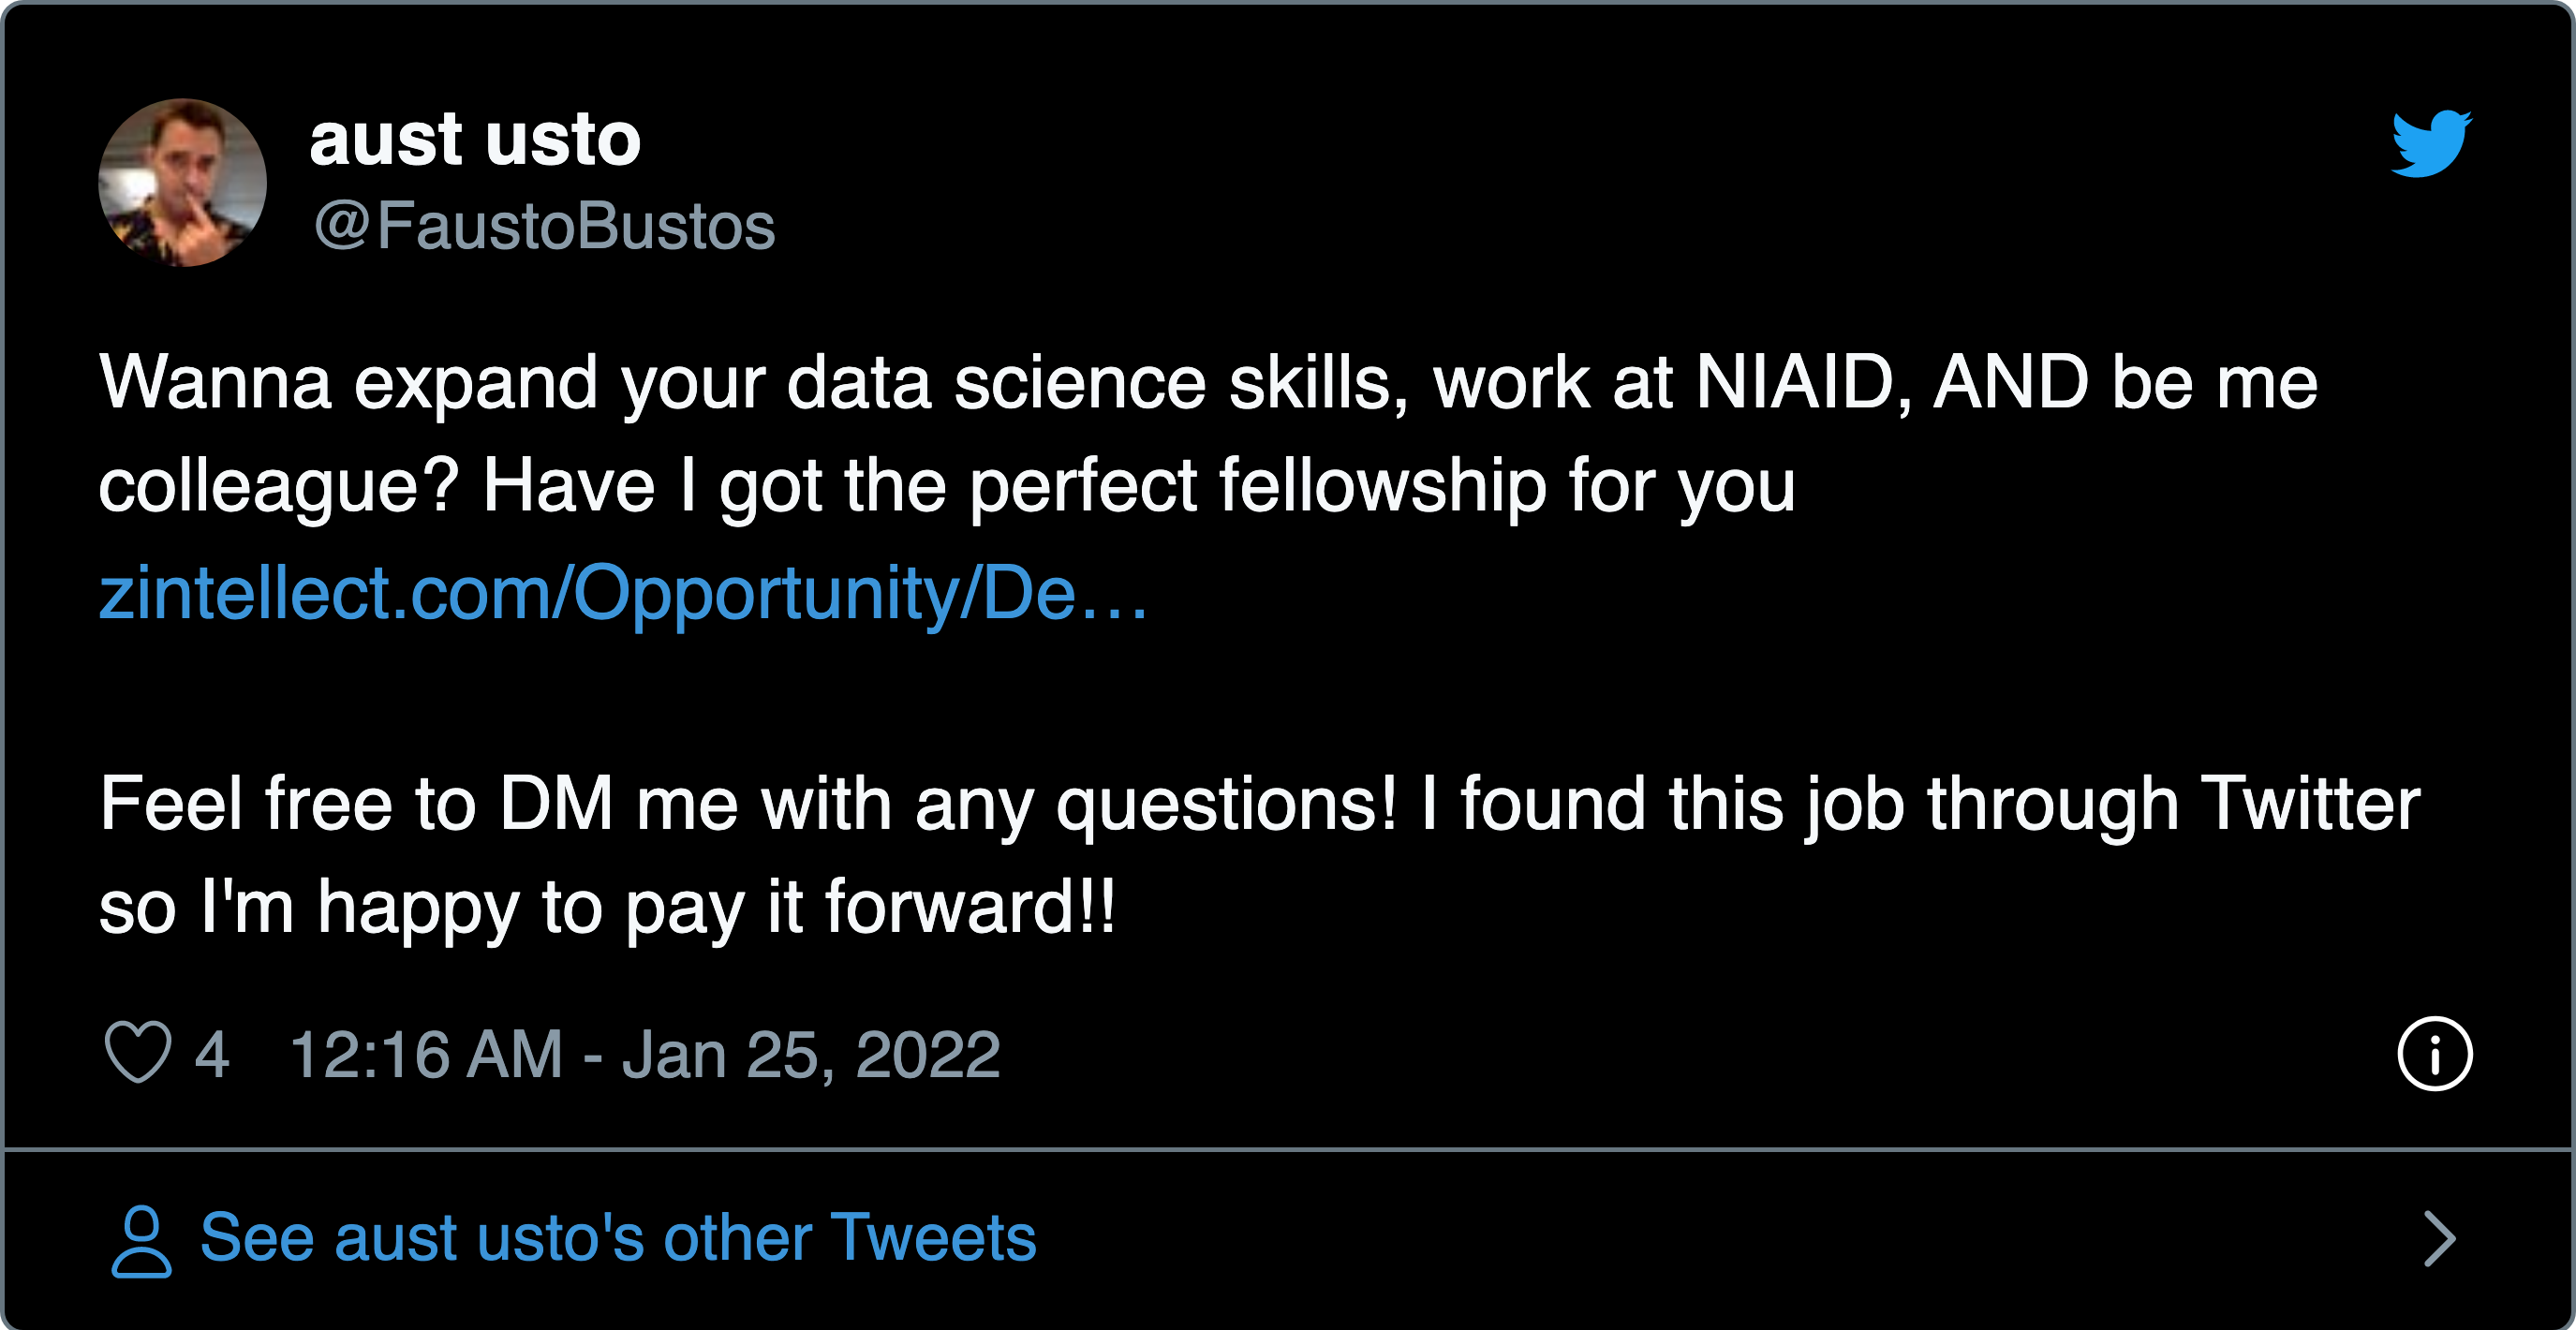 aust usto
@FaustoBustos
Wanna expand your data science skills, work at NIAID, AND be me
colleague? Have I got the perfect fellowship for you
zintellect.com/Opportunity/De…
Feel free to DM me with any questions! I found this job through Twitter
so I'm happy to pay it forward!!
4 12:16 AM - Jan 25, 2022
See aust usto's other Tweets